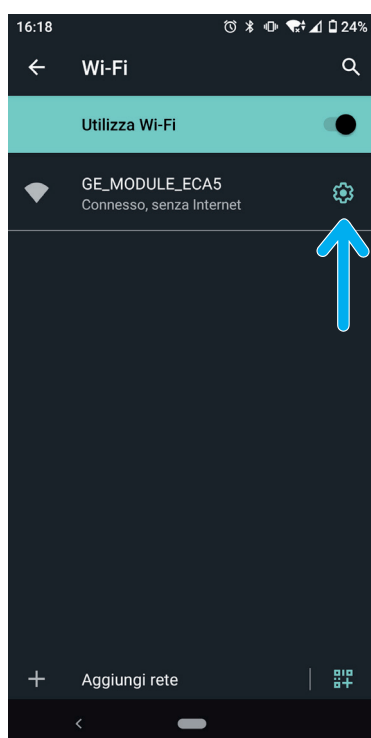 16:18 24%
Wi-Fi
Utilizza Wi-Fi
GE_MODULE_ECA5
Connesso, senza Internet
Aggiungi rete